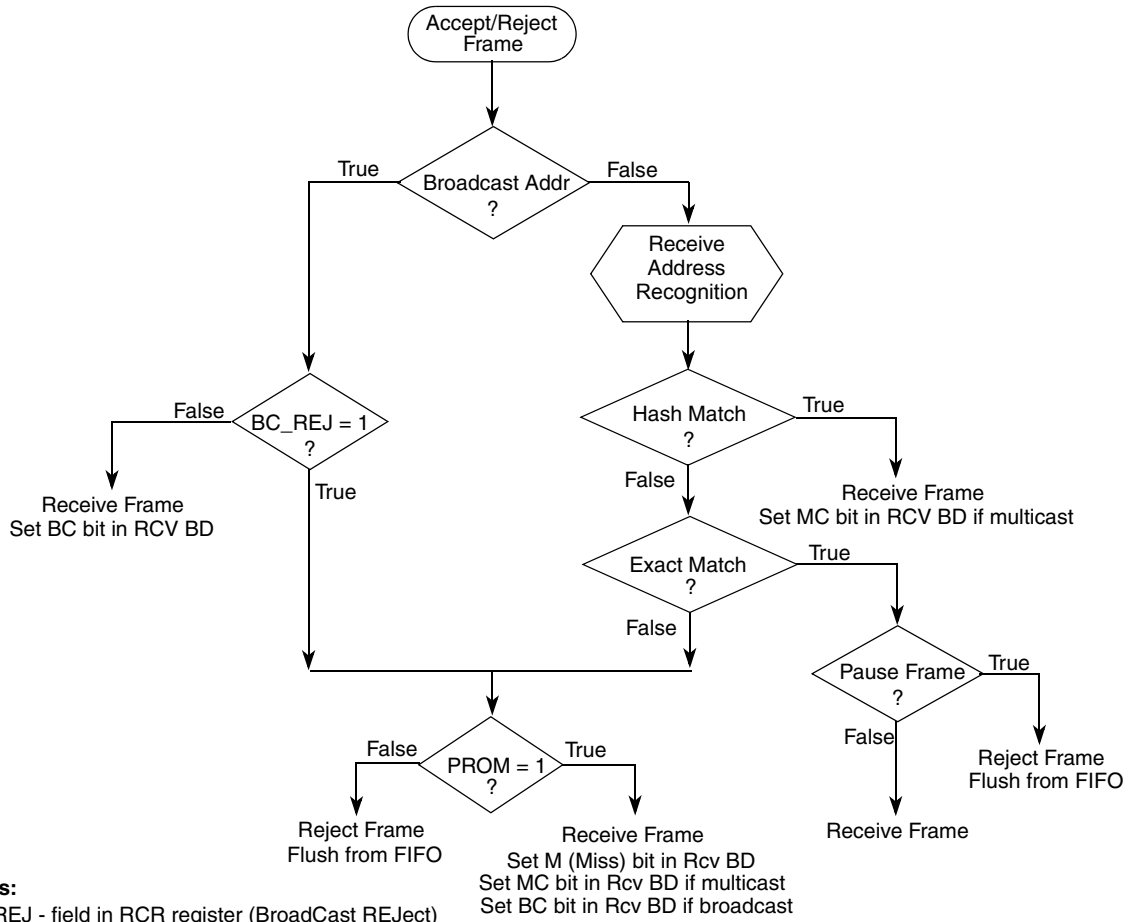 Accept/Reject
Frame
True
Broadcast Addr
?
False
Receive
Address
Recognition
False
BC_REJ = 1
?
True
Receive Frame
Set BC bit in RCV BD
Hash Match
?
True
False
Receive Frame
Set MC bit in RCV BD if multicast
Exact Match
?
True
False
Pause Frame
?
True
False
Reject Frame
Flush from FIFO
Receive Frame
False
PROM = 1
?
True
Reject Frame
Flush from FIFO
Receive Frame
Set M (Miss) bit in Rcv BD
Set MC bit in Rcv BD if multicast
Set BC bit in Rcv BD if broadcast
s:
REJ - field in RCR register (BroadCast REJect)